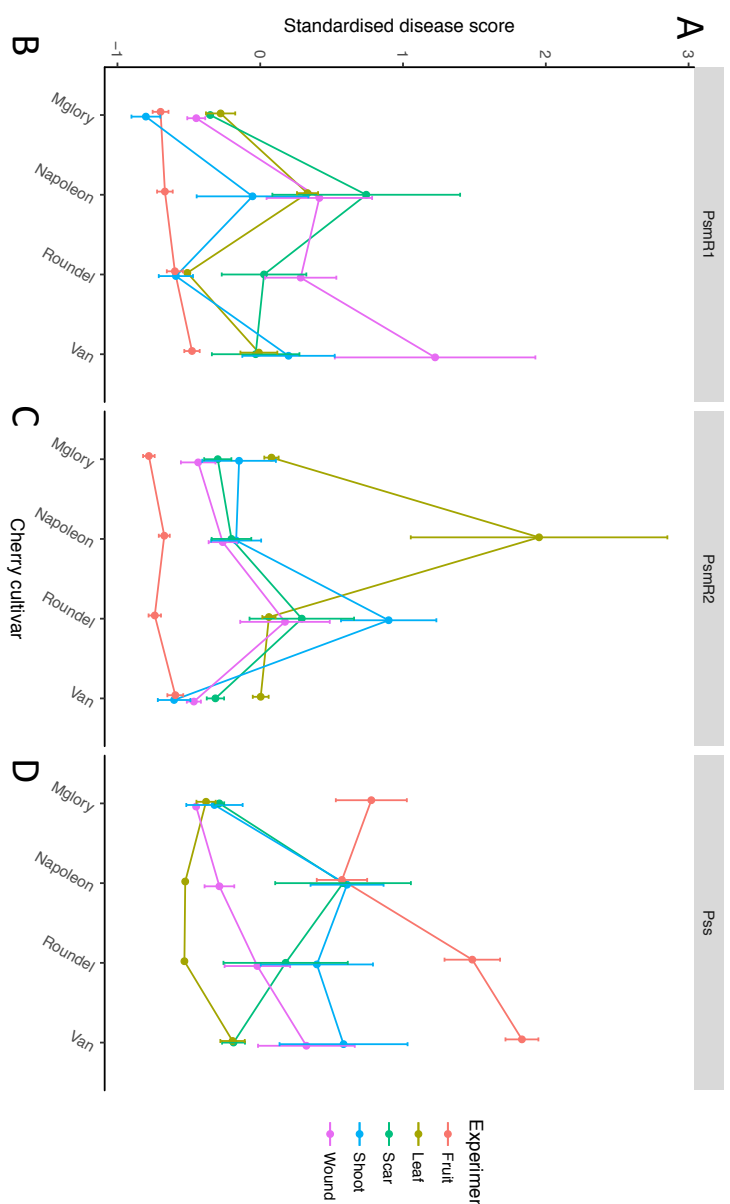 A
PsmR1
PsmR2
Pss
Standardised disease score
3
2
1
0
−1
Mglory
Napoleon
Roundel
Van
Mglory
Napoleon
Roundel
Van
Mglory
Napoleon
Roundel
Van
Cherry cultivar
Experimer
Fruit
Leaf
Scar
Shoot
Wound
B
C
D